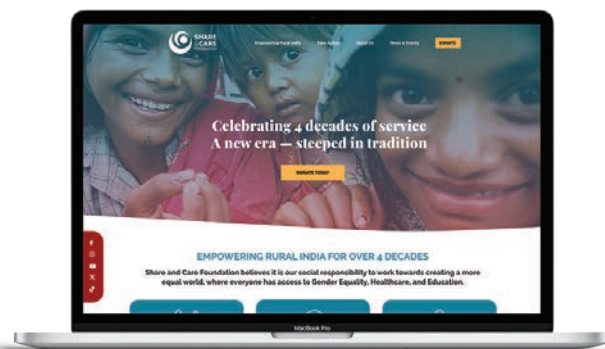 SHARE
&CARE
FOUNDATION
Empowering Rural India Take Action About Us News & Events DONATE
Celebrating 4 decades of service
A new era — steeped in tradition
DONATE TODAY
EMPOWERING RURAL INDIA FOR OVER 4 DECADES
Share and Care Foundation believes it is our social responsibility to work towards creating a more
equal world, where everyone has access to Gender Equality, Healthcare, and Education.
MacBook Pro